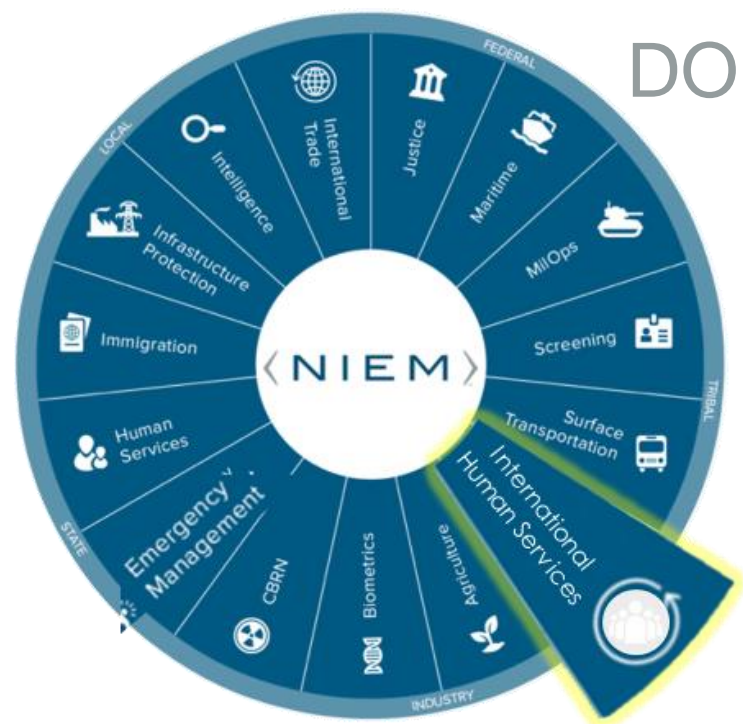 DO
FEDERAL
LOCAL
International
Trade
Justice
Maritime
Intelligence
MilOps
Infrastructure
Protection
Screening
Immigration
<NIEM>
TRIBAL
Surface
Transportation
Human
Services
International
Human Services
Emergency
Management
STATE
CBRN
Biometrics
Agriculture
INDUSTRY